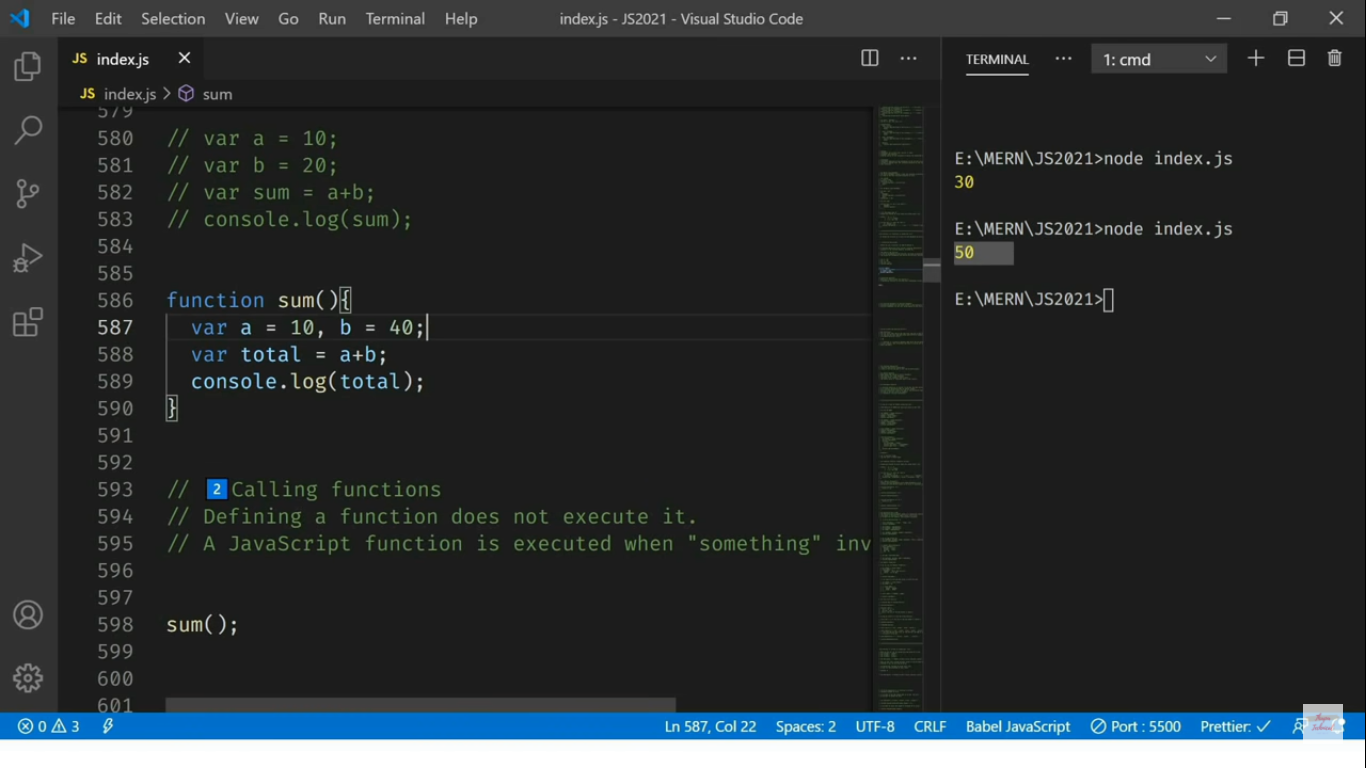 File Edit Selection View Go Run Terminal Help
index.js - JS2021 - Visual Studio Code
JS index.js
JS index.js > sum
579
580 // var a = 10;
581 // var b = 20;
582 // var sum = a+b;
583 // console.log(sum);
584
585
586 function sum(){
587 var a = 10, b = 40;
588 var total = a+b;
589 console.log(total);
590 }
591
592
593 // 2 Calling functions
594 // Defining a function does not execute it.
595 // A JavaScript function is executed when "something" inv
596
597
598 sum();
599
600
601
TERMINAL ··· 1: cmd
E:\MERN\JS2021>node index.js
30
E:\MERN\JS2021>node index.js
50
E:\MERN\JS2021>
0 3 Ln 587, Col 22 Spaces: 2 UTF-8 CRLF Babel JavaScript Port : 5500 Prettier: ✓